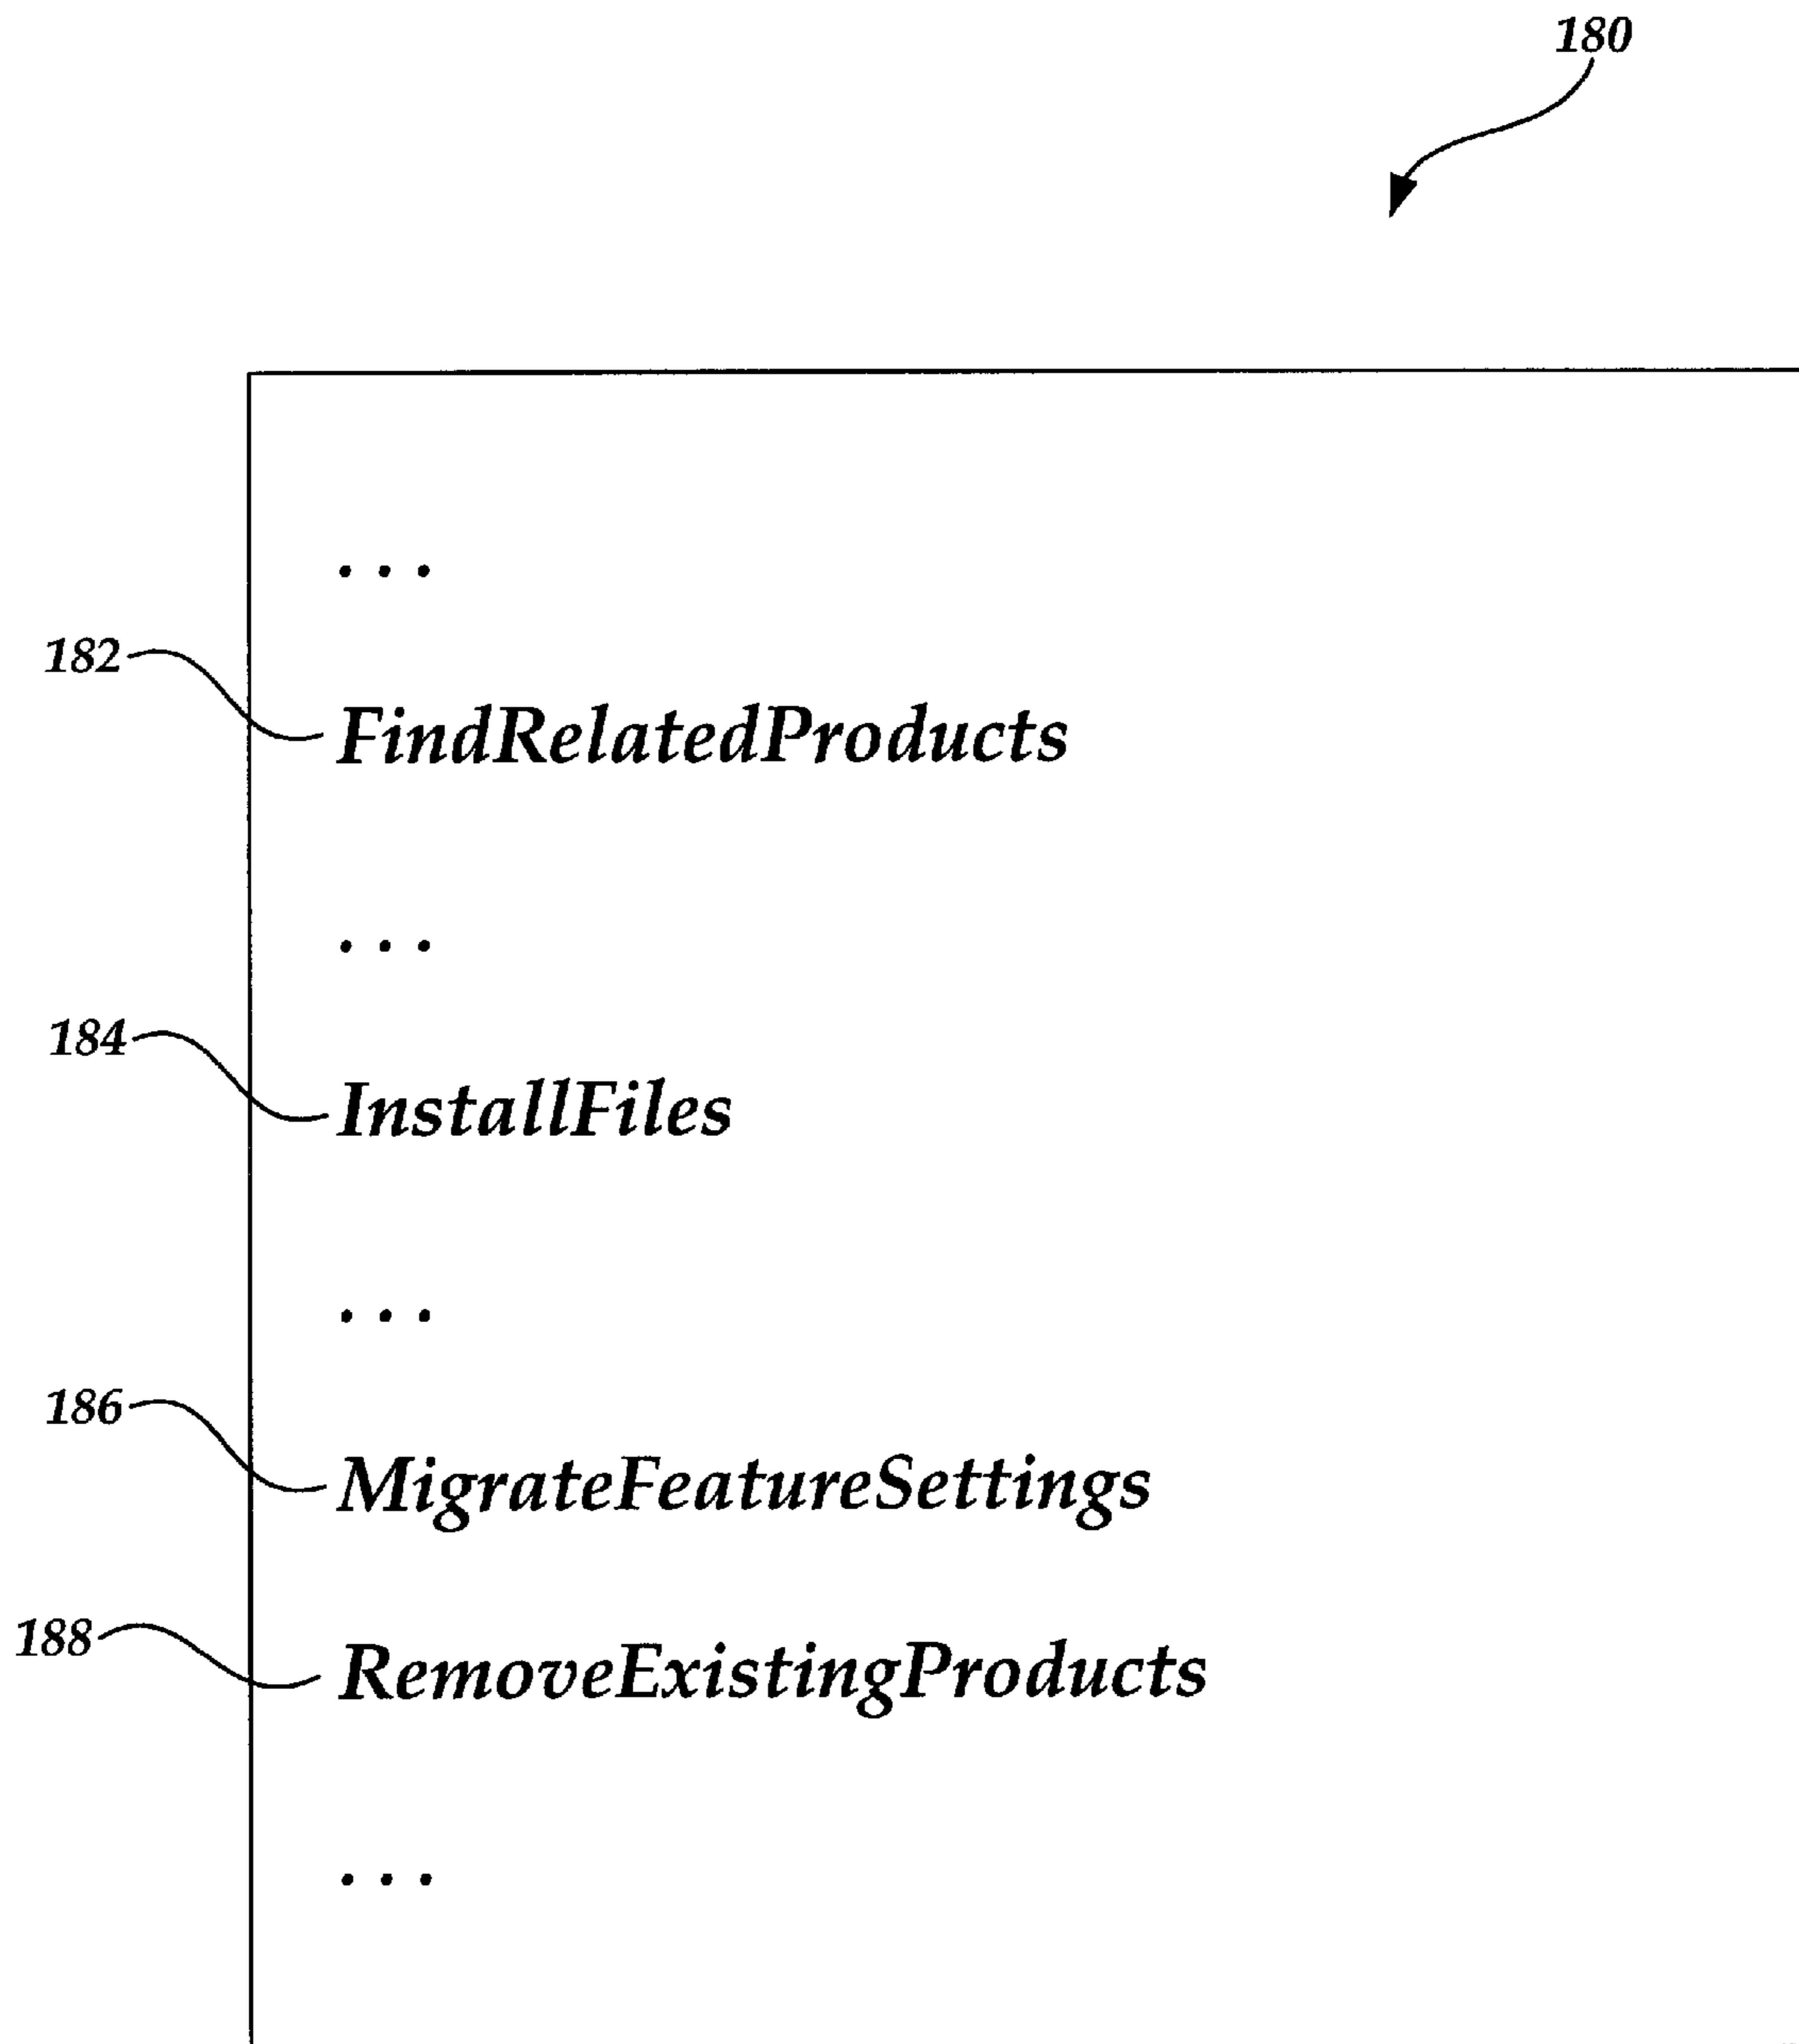 180
. . .
182
FindRelatedProducts
. . .
184
InstallFiles
. . .
186
MigrateFeatureSettings
188
RemoveExistingProducts
. . .